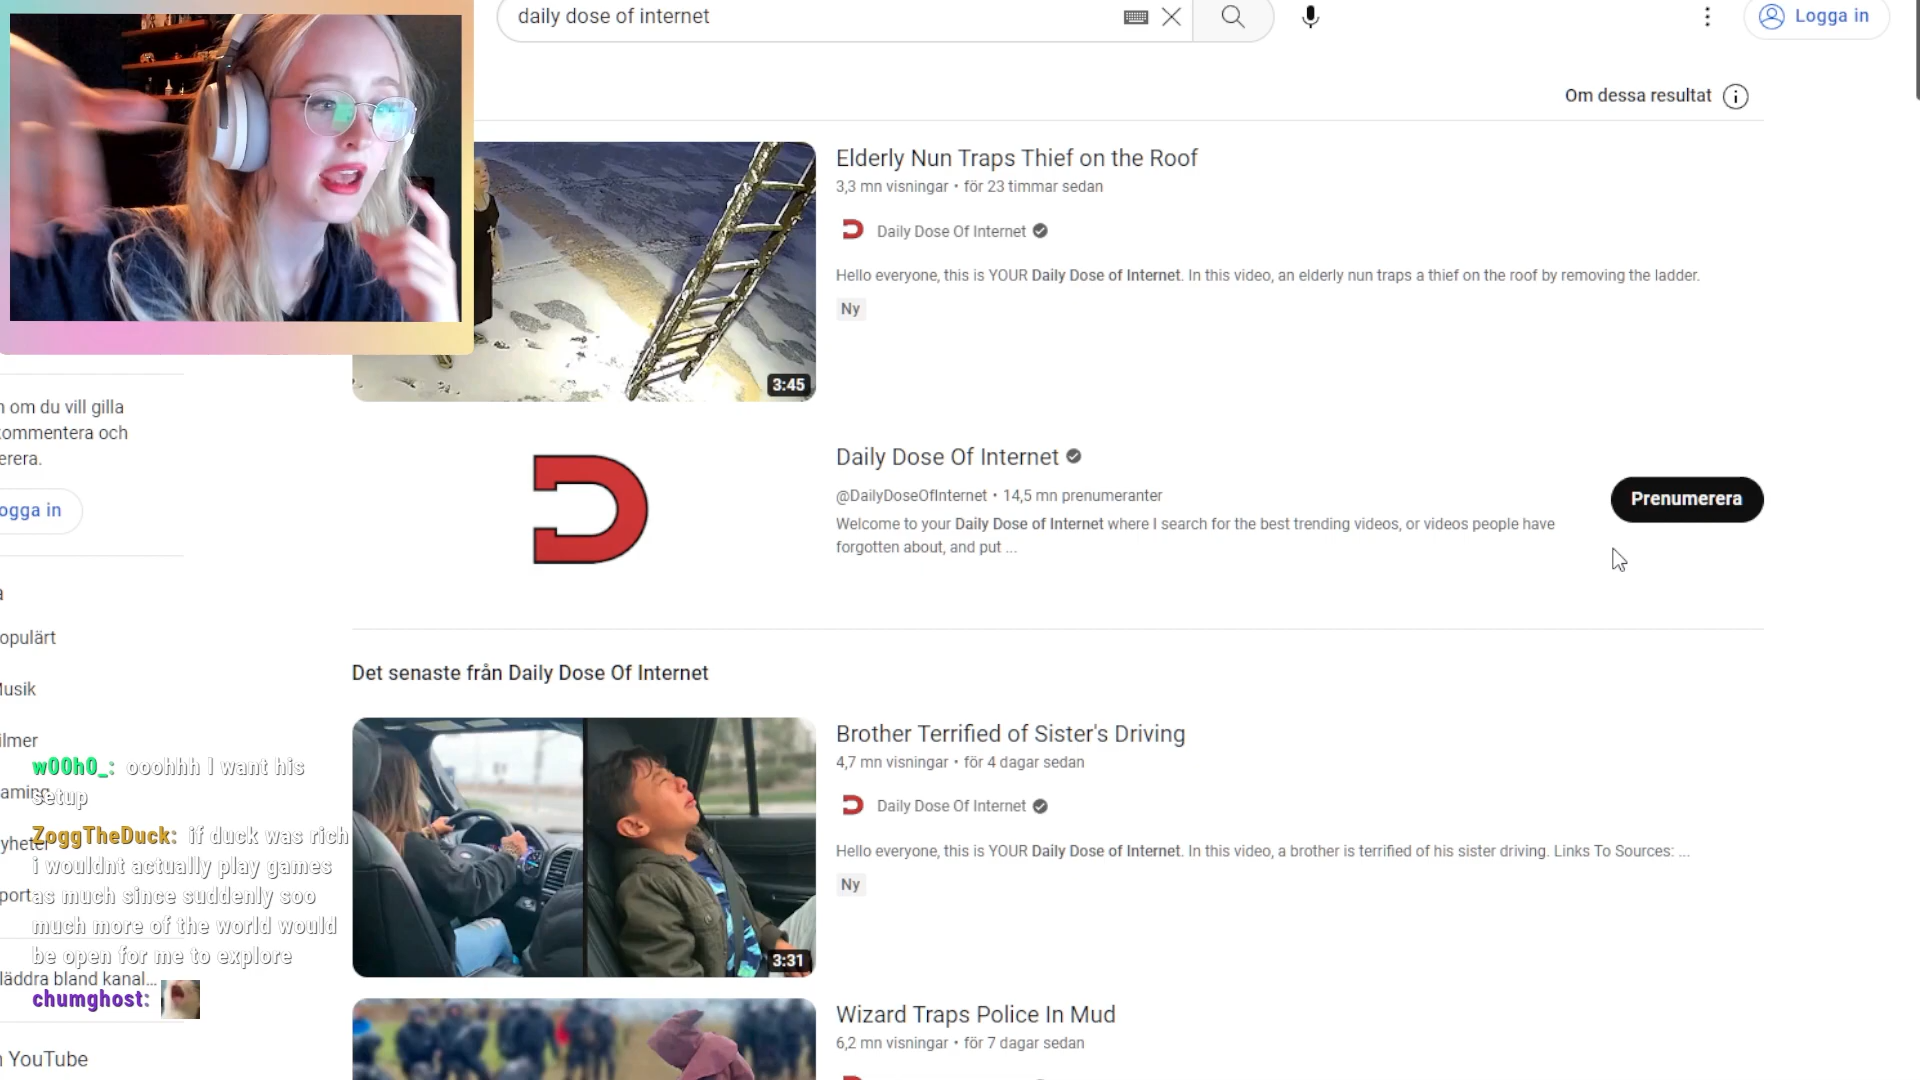 daily dose of internet
Logga in
Om dessa resultat
Elderly Nun Traps Thief on the Roof
3,3 mn visningar • för 23 timmar sedan
Daily Dose Of Internet
Hello everyone, this is YOUR Daily Dose of Internet. In this video, an elderly nun traps a thief on the roof by removing the ladder.
Ny
3:45
n om du vill gilla
kommentera och
erera.
ogga in
Daily Dose Of Internet
@DailyDoseOfInternet • 14,5 mn prenumeranter
Welcome to your Daily Dose of Internet where I search for the best trending videos, or videos people have
forgotten about, and put ...
Prenumerera
Det senaste från Daily Dose Of Internet
Brother Terrified of Sister's Driving
4,7 mn visningar • för 4 dagar sedan
Daily Dose Of Internet
Hello everyone, this is YOUR Daily Dose of Internet. In this video, a brother is terrified of his sister driving. Links To Sources: ...
Ny
3:31
Wizard Traps Police In Mud
6,2 mn visningar • för 7 dagar sedan
a
opulärt
Musik
ilmer
aming
yheter
port
läddra bland kanal...
n YouTube
w00h0_: ooohhh I want his
setup
ZoggTheDuck: if duck was rich
i wouldnt actually play games
as much since suddenly soo
much more of the world would
be open for me to explore
chumghost: